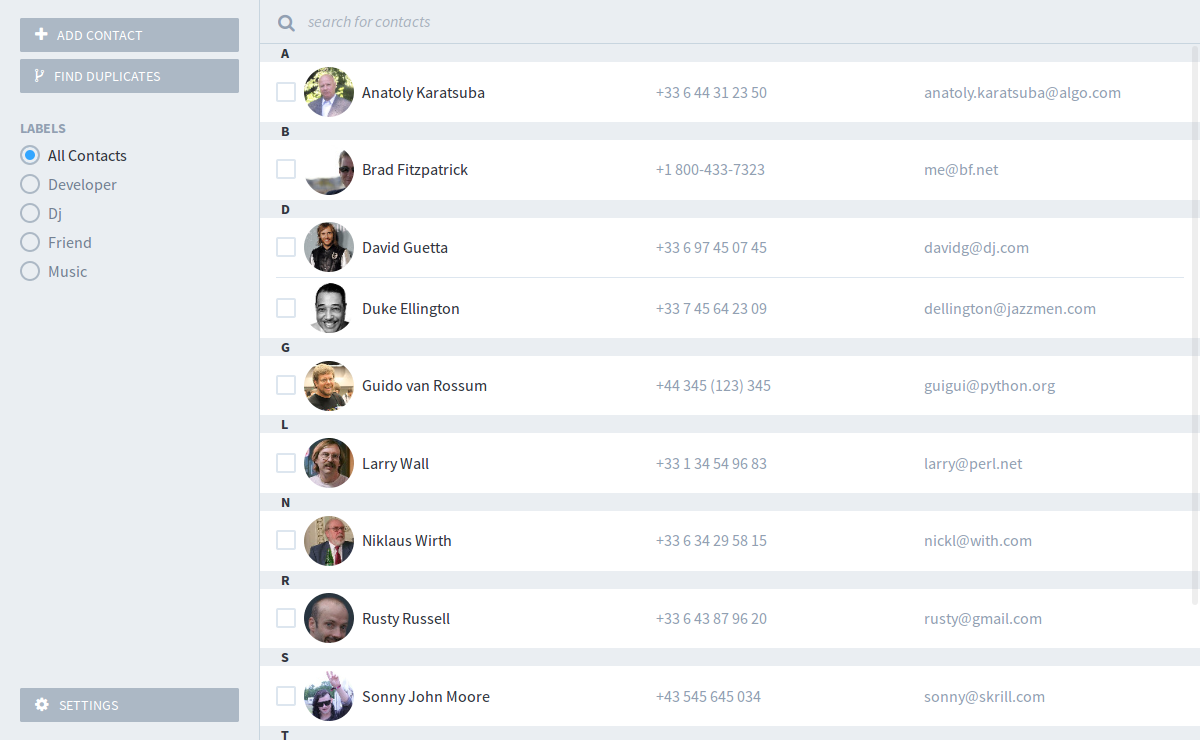 ADD CONTACT
FIND DUPLICATES
LABELS
All Contacts
Developer
Dj
Friend
Music
SETTINGS
search for contacts
A
Anatoly Karatsuba +33 6 44 31 23 50 anatoly.karatsuba@algo.com
B
Brad Fitzpatrick +1 800-433-7323 me@bf.net
D
David Guetta +33 6 97 45 07 45 davidg@dj.com
Duke Ellington +33 7 45 64 23 09 dellington@jazzmen.com
G
Guido van Rossum +44 345 (123) 345 guigui@python.org
L
Larry Wall +33 1 34 54 96 83 larry@perl.net
N
Niklaus Wirth +33 6 34 29 58 15 nickl@with.com
R
Rusty Russell +33 6 43 87 96 20 rusty@gmail.com
S
Sonny John Moore +43 545 645 034 sonny@skrill.com
T